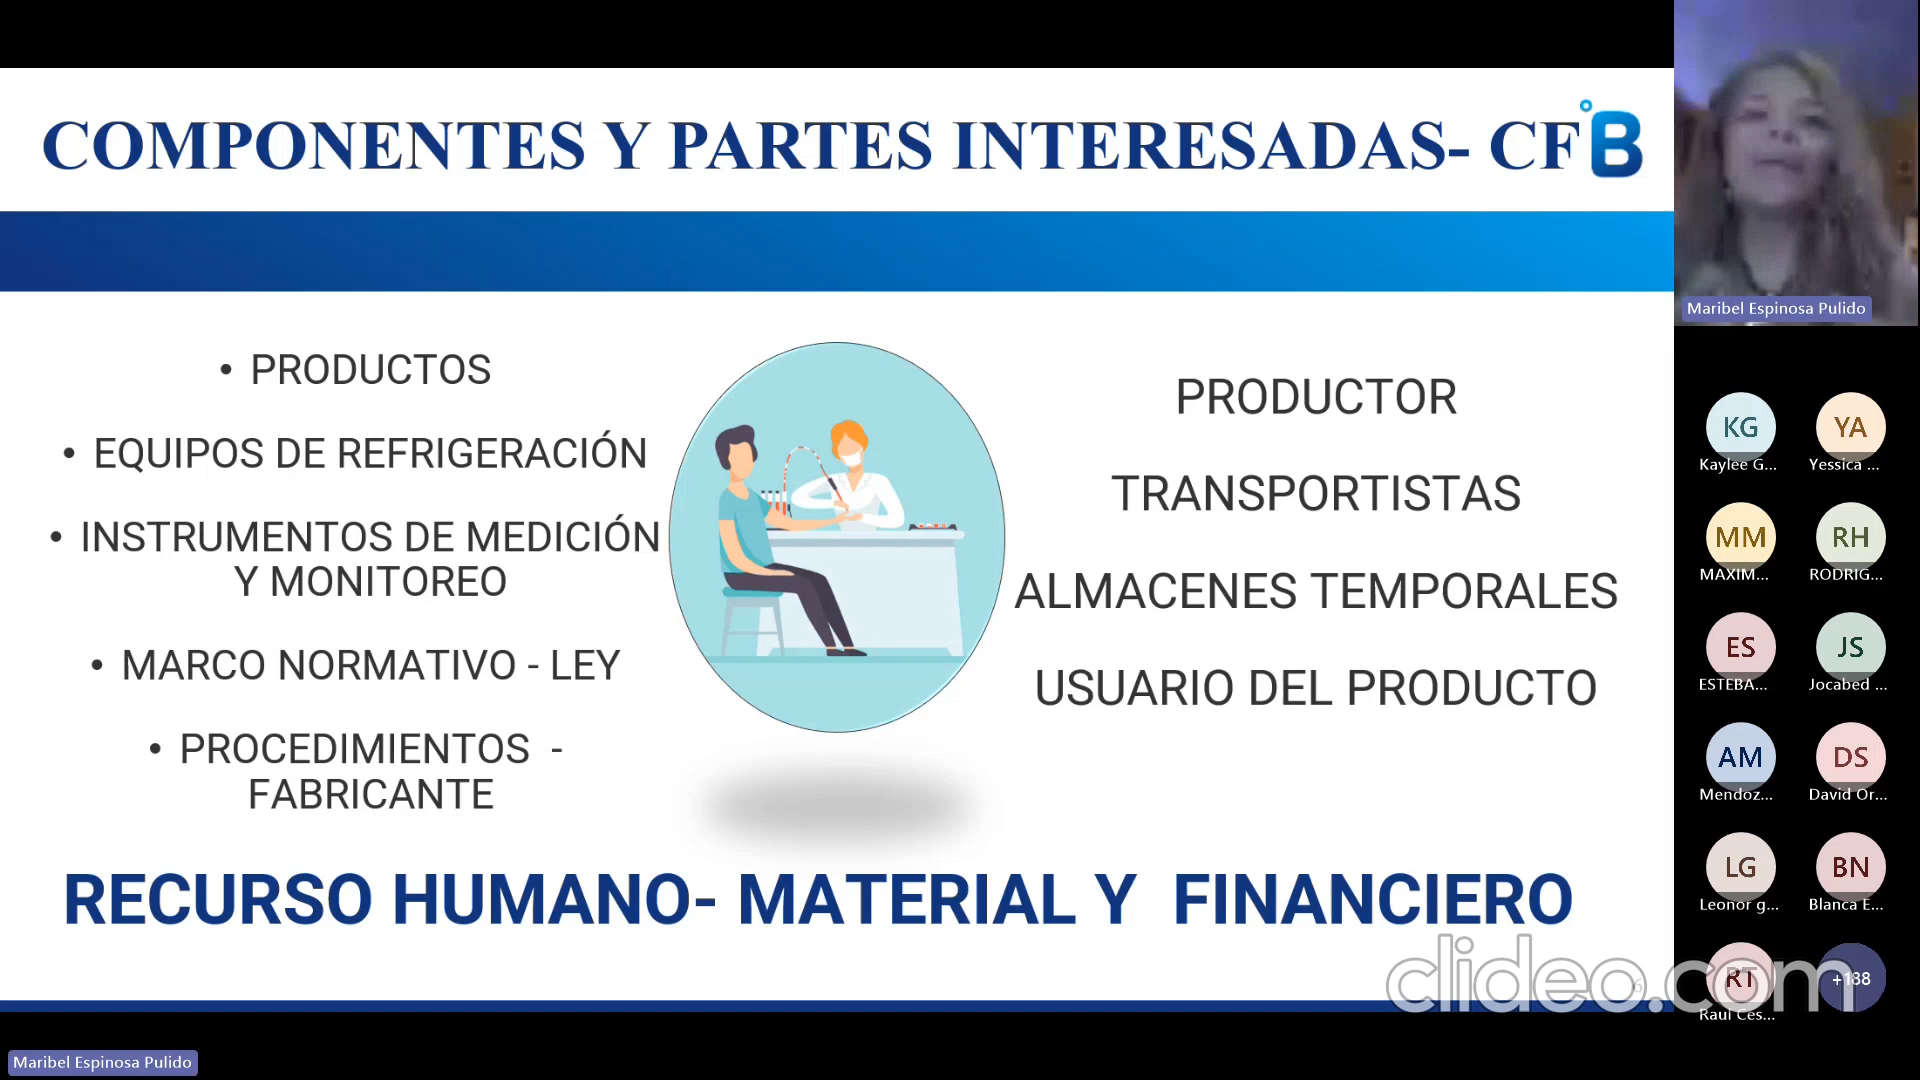 COMPONENTES Y PARTES INTERESADAS- CF
B
• PRODUCTOS
• EQUIPOS DE REFRIGERACIÓN
• INSTRUMENTOS DE MEDICIÓN
Y MONITOREO
• MARCO NORMATIVO - LEY
• PROCEDIMIENTOS -
FABRICANTE
PRODUCTOR
TRANSPORTISTAS
ALMACENES TEMPORALES
USUARIO DEL PRODUCTO
RECURSO HUMANO- MATERIAL Y FINANCIERO
clideo.com
6
Maribel Espinosa Pulido
KG
Kaylee G...
YA
Yessica ...
MM
MAXIM...
RH
RODRIG...
ES
ESTEBA...
JS
Jocabed ...
AM
Mendoz...
DS
David Or...
LG
Leonor g...
BN
Blanca E...
RT
Raul Ces...
+138
Maribel Espinosa Pulido